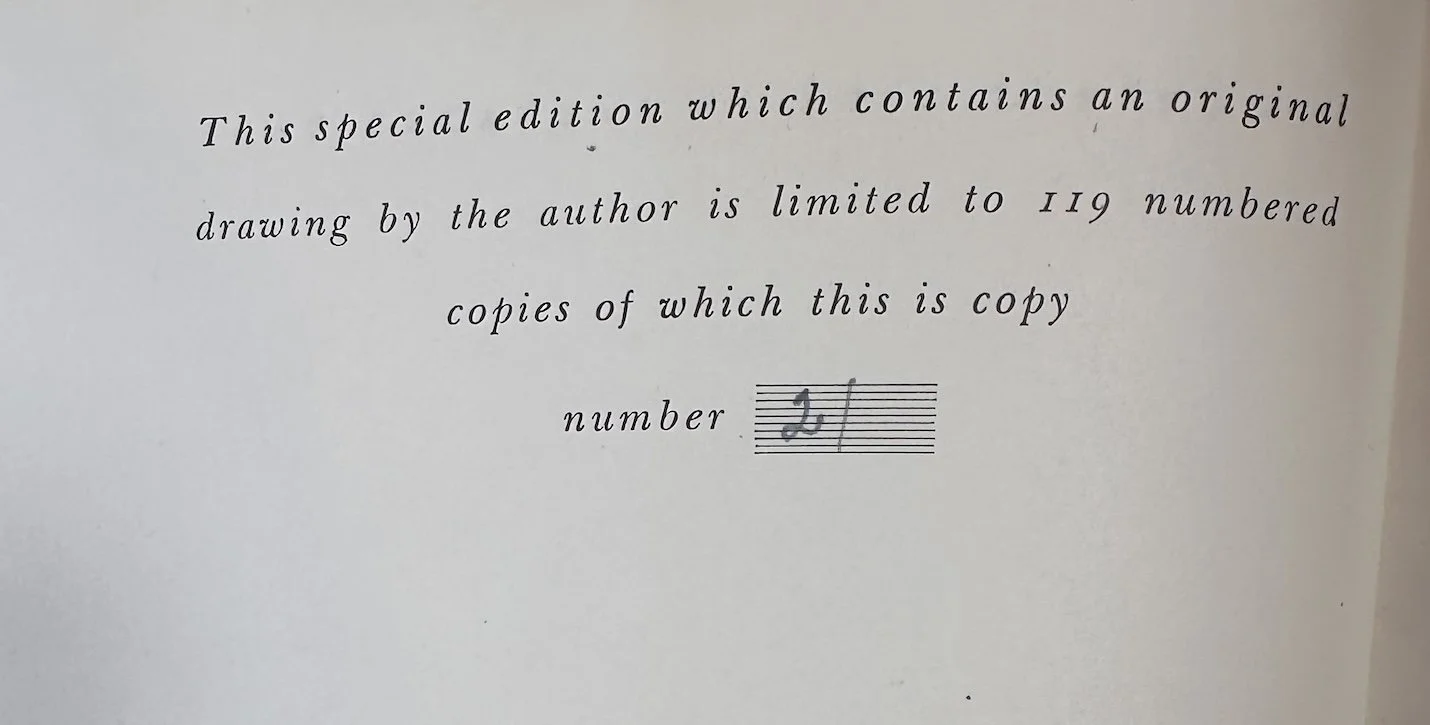 This special edition which contains an original
drawing by the author is limited to 119 numbered
copies of which this is copy
number 21